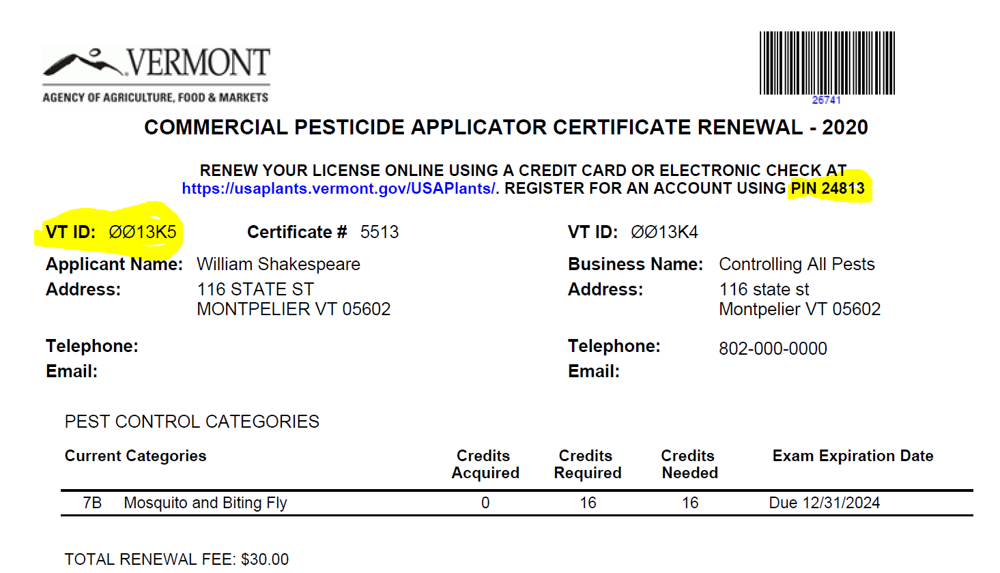 VERMONT
AGENCY OF AGRICULTURE, FOOD & MARKETS
26741
COMMERCIAL PESTICIDE APPLICATOR CERTIFICATE RENEWAL - 2020
RENEW YOUR LICENSE ONLINE USING A CREDIT CARD OR ELECTRONIC CHECK AT
https://usaplants.vermont.gov/USAPlants/. REGISTER FOR AN ACCOUNT USING PIN 24813
VT ID: ØØ13K5 Certificate # 5513 VT ID: ØØ13K4
Applicant Name: William Shakespeare Business Name: Controlling All Pests
Address: 116 STATE ST Address: 116 state st
MONTPELIER VT 05602 Montpelier VT 05602
Telephone: Telephone: 802-000-0000
Email: Email:
PEST CONTROL CATEGORIES
Current Categories Credits Credits Credits Exam Expiration Date
Acquired Required Needed
7B Mosquito and Biting Fly 0 16 16 Due 12/31/2024
TOTAL RENEWAL FEE: $30.00